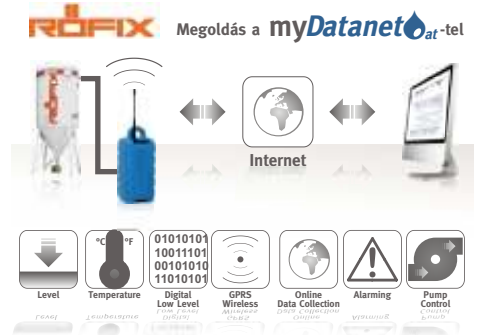 RÖFIX
Megoldás a myDatanet.at-tel
RÖFIX
Internet
°C °F
01010101
10011101
00101010
11010101
Level
Temperature
Digital
Low Level
GPRS
Wireless
Online
Data Collection
Alarming
Pump
Control